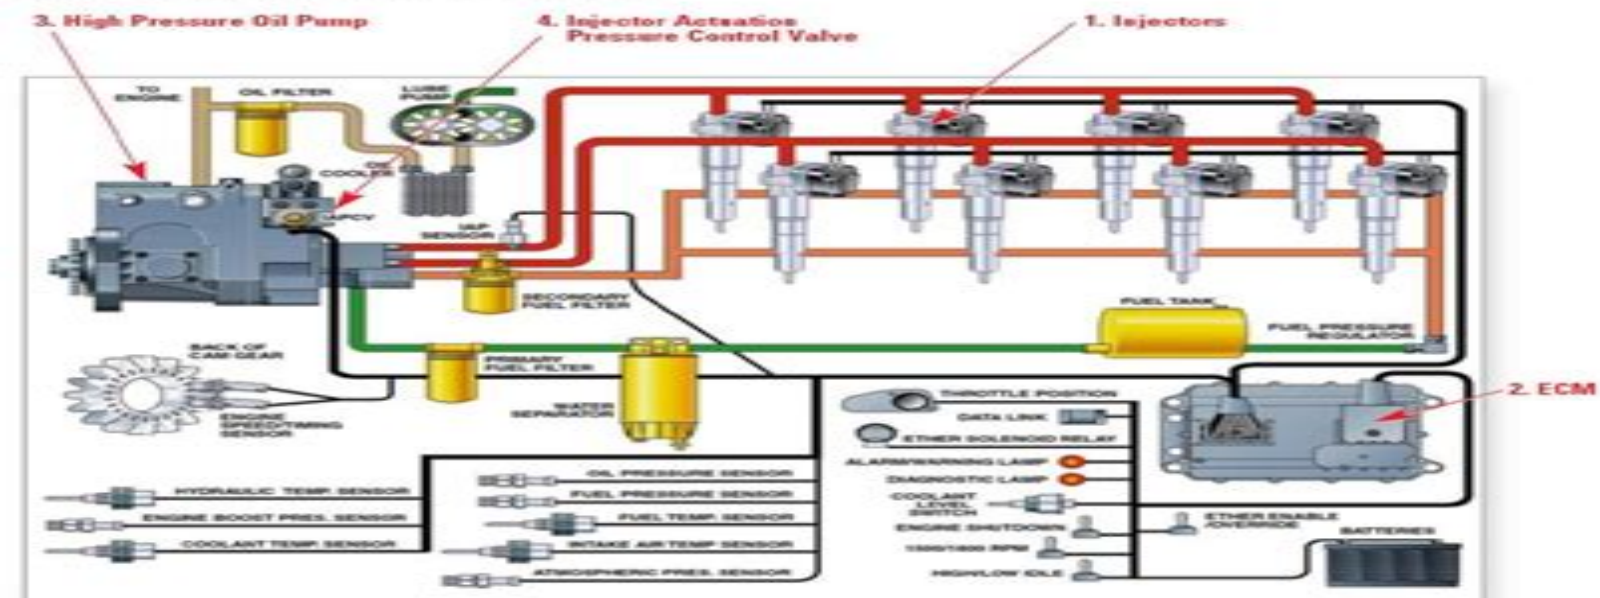 3. High Pressure Oil Pump
4. Injector Actuation
Pressure Control Valve
1. Injectors
TO
ENGINE
OIL FILTER
LUBE
PUMP
OIL
COOLER
IAPCV
IAP
SENSOR
SECONDARY
FUEL FILTER
FUEL TANK
FUEL PRESSURE
REGULATOR
BACK OF
CAM GEAR
PRIMARY
FUEL FILTER
WATER
SEPARATOR
ENGINE
SPEED/TIMING
SENSOR
2. ECM
THROTTLE POSITION
DATA LINK
ETHER SOLENOID RELAY
ALARM/WARNING LAMP
DIAGNOSTIC LAMP
COOLANT
LEVEL
SWITCH
ENGINE SHUTDOWN
1500/1800 RPM
HIGH/LOW IDLE
ETHER ENABLE
/OVERRIDE
BATTERIES
HYDRAULIC TEMP. SENSOR
ENGINE BOOST PRES. SENSOR
COOLANT TEMP. SENSOR
OIL PRESSURE SENSOR
FUEL PRESSURE SENSOR
FUEL TEMP. SENSOR
INTAKE AIR TEMP SENSOR
ATMOSPHERIC PRES. SENSOR